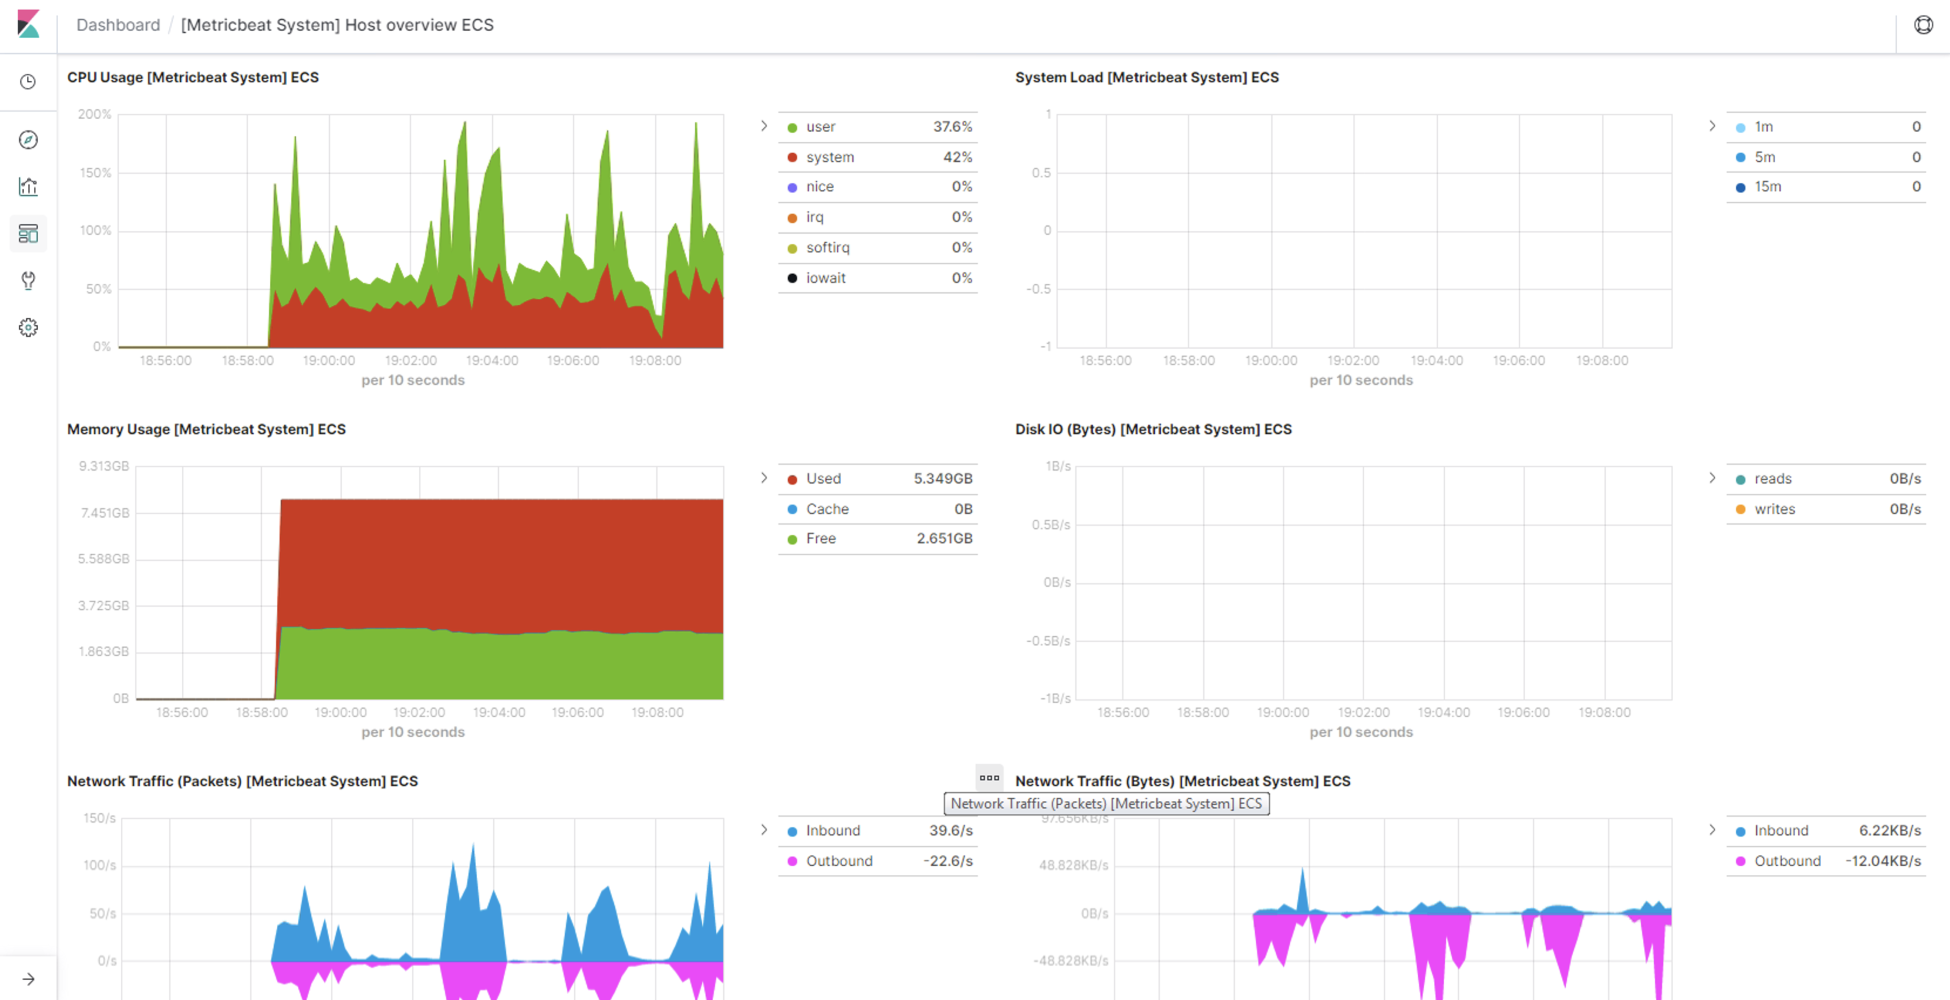 Dashboard / [Metricbeat System] Host overview ECS
CPU Usage [Metricbeat System] ECS
200%
150%
100%
50%
0%
18:56:00 18:58:00 19:00:00 19:02:00 19:04:00 19:06:00 19:08:00
per 10 seconds
user 37.6%
system 42%
nice 0%
irq 0%
softirq 0%
iowait 0%
System Load [Metricbeat System] ECS
1
0.5
0
-0.5
-1
18:56:00 18:58:00 19:00:00 19:02:00 19:04:00 19:06:00 19:08:00
per 10 seconds
1m 0
5m 0
15m 0
Memory Usage [Metricbeat System] ECS
9.313GB
7.451GB
5.588GB
3.725GB
1.863GB
0B
18:56:00 18:58:00 19:00:00 19:02:00 19:04:00 19:06:00 19:08:00
per 10 seconds
Used 5.349GB
Cache 0B
Free 2.651GB
Disk IO (Bytes) [Metricbeat System] ECS
1B/s
0.5B/s
0B/s
-0.5B/s
-1B/s
18:56:00 18:58:00 19:00:00 19:02:00 19:04:00 19:06:00 19:08:00
per 10 seconds
reads 0B/s
writes 0B/s
Network Traffic (Packets) [Metricbeat System] ECS
150/s
100/s
50/s
0/s
Inbound 39.6/s
Outbound -22.6/s
Network Traffic (Bytes) [Metricbeat System] ECS
Network Traffic (Packets) [Metricbeat System] ECS
97.656KB/s
48.828KB/s
0B/s
-48.828KB/s
Inbound 6.22KB/s
Outbound -12.04KB/s